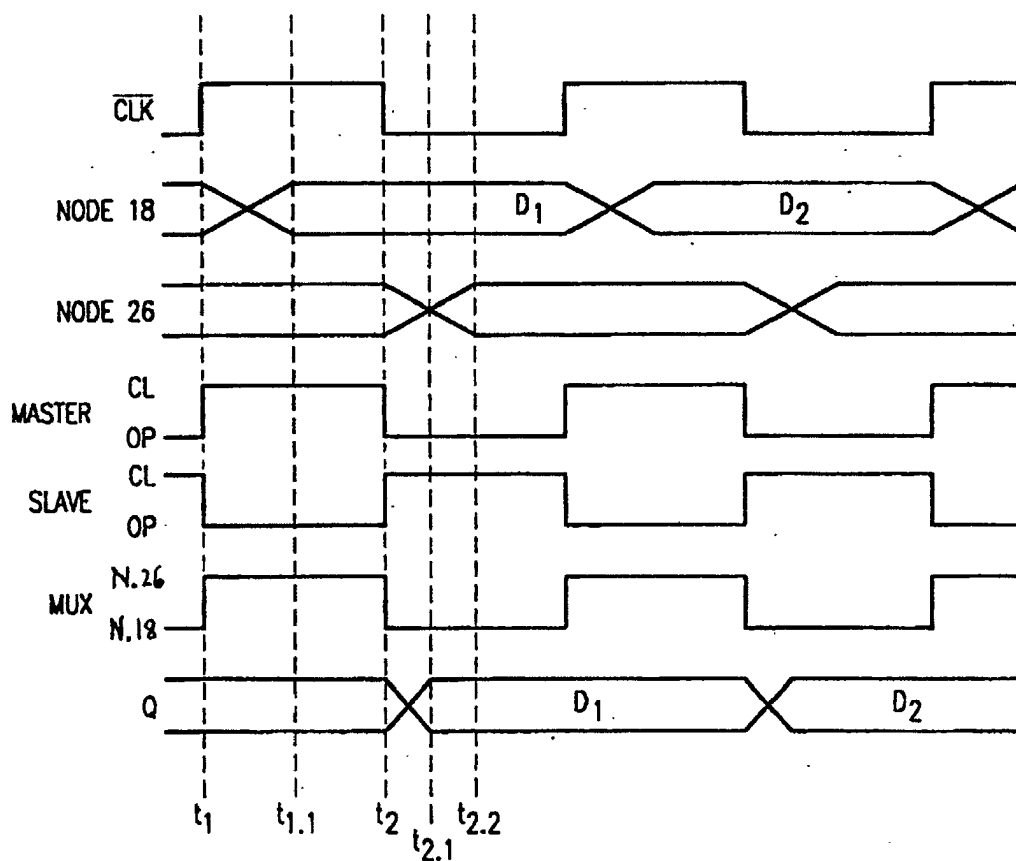 CLK
NODE 18 D1 D2
NODE 26
MASTER CL
OP
SLAVE CL
OP
MUX N.26
N.18
Q D1 D2
t1 t1.1 t2 t2.1 t2.2